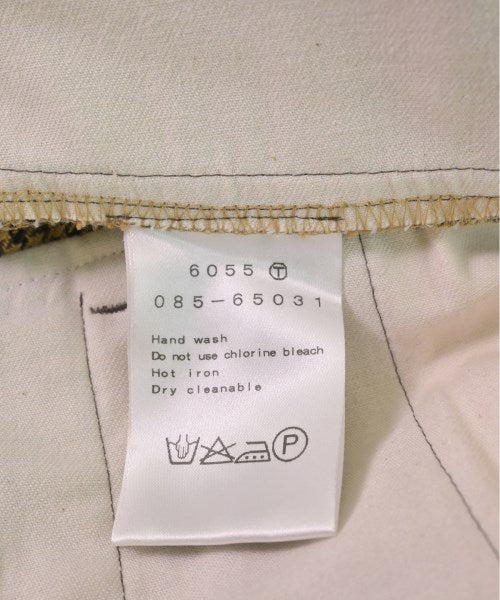 6055 Ⓣ
085-65031
Hand wash
Do not use chlorine bleach
Hot iron
Dry cleanable
P